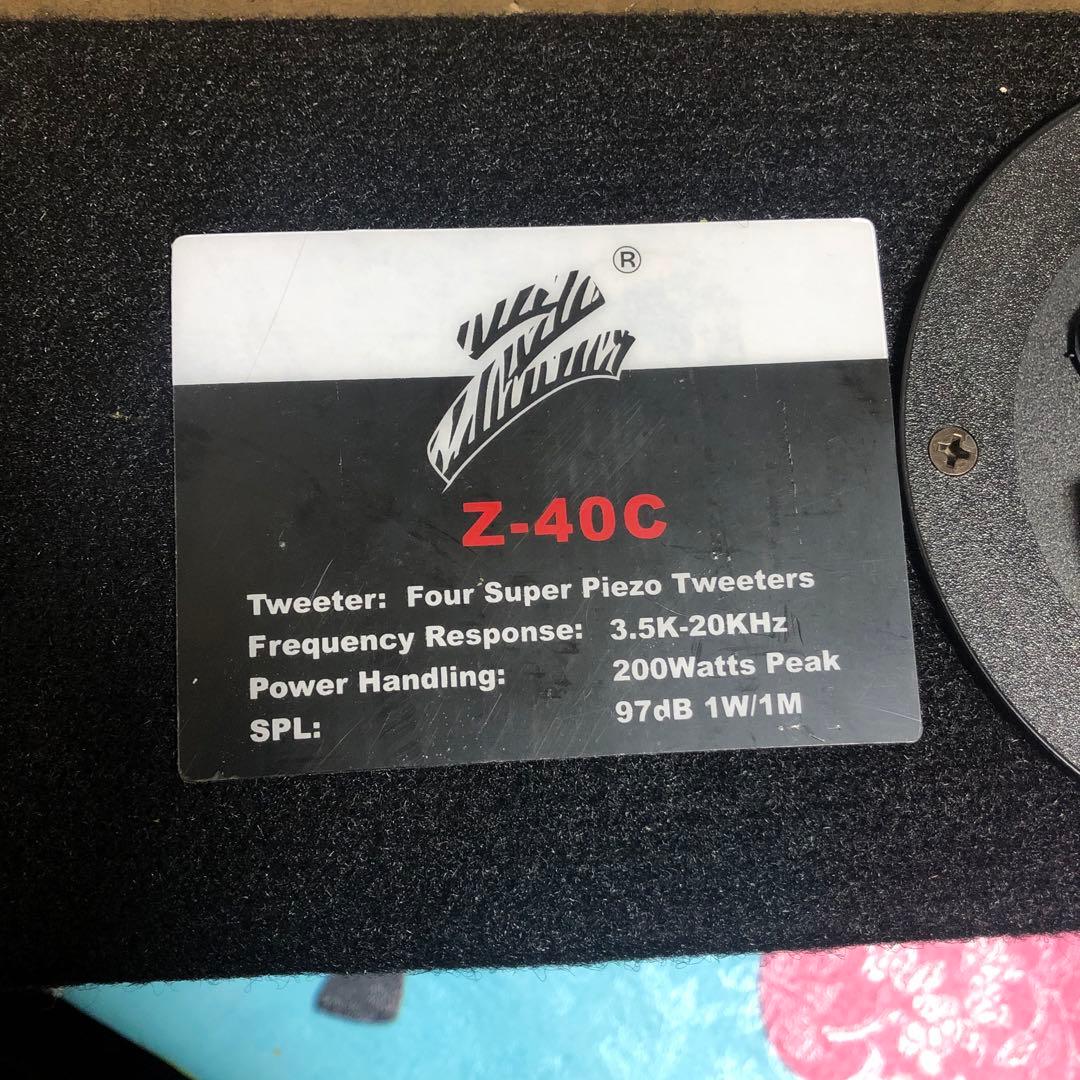 ®
Z-40C
Tweeter: Four Super Piezo Tweeters
Frequency Response: 3.5K-20KHz
Power Handling: 200Watts Peak
SPL: 97dB 1W/1M